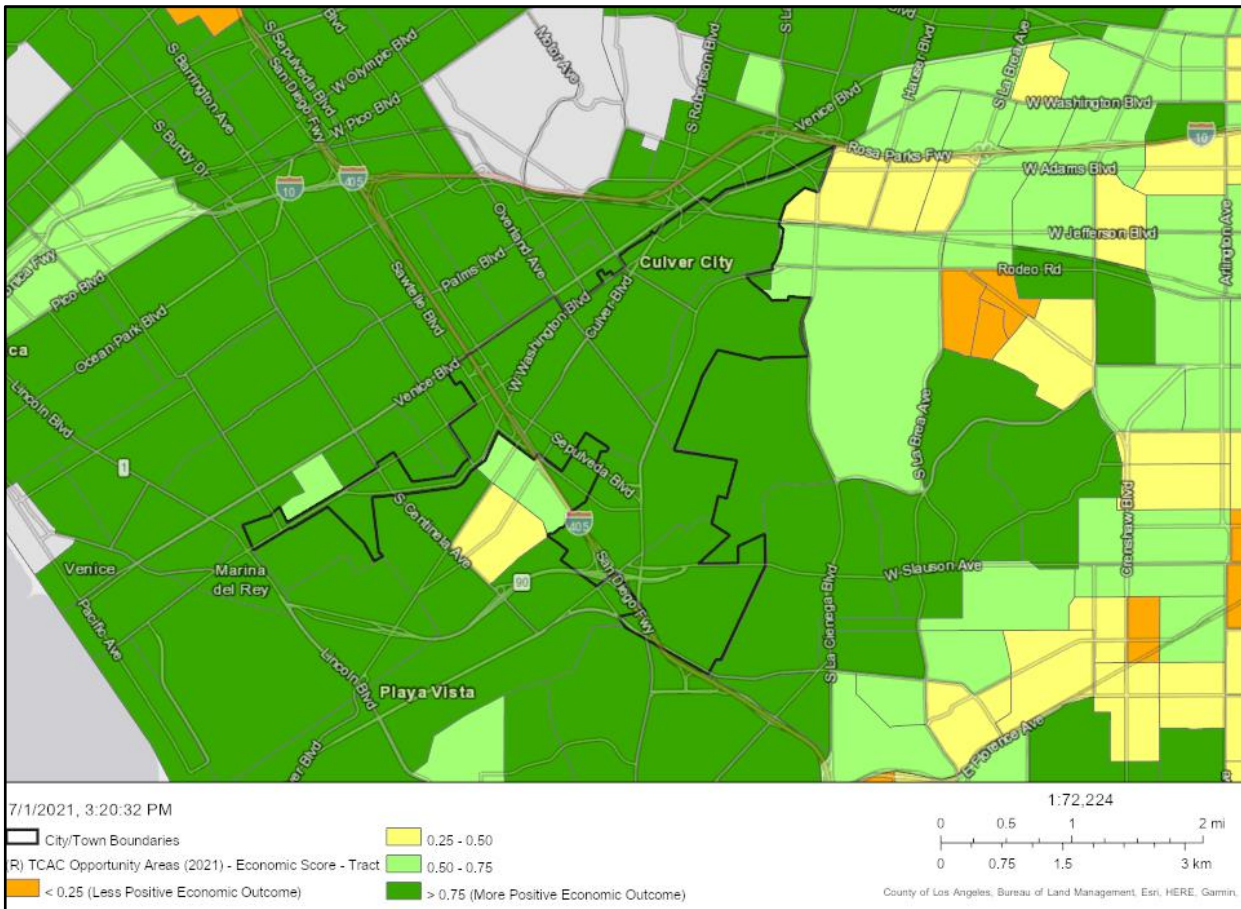 S Sepulveda Blvd
San Diego Fwy
S Barrington Ave
W Olympic Blvd
W Pico Blvd
S Bundy Dr
Motor Ave
S Robertson Blvd
Hauser Blvd
S La Brea Ave
W Washington Blvd
Venice Blvd
Rosa Parks Fwy
10
W Adams Blvd
405
10
Overland Ave
W Jefferson Blvd
Arlington Ave
Palms Blvd
Culver City
Rodeo Rd
Fwy
Pico Blvd
Sawtelle Blvd
Culver Blvd
W Washington Blvd
Ocean Park Blvd
ca
Venice Blvd
Lincoln Blvd
S La Brea Ave
1
Sepulveda Blvd
S Centinela Ave
405
Crenshaw Blvd
Venice
Marina
del Rey
90
San Diego Fwy
W Slauson Ave
Pacific Ave
S La Cienega Blvd
Lincoln Blvd
Playa Vista
E Florence Ave
7/1/2021, 3:20:32 PM
City/Town Boundaries
(R) TCAC Opportunity Areas (2021) - Economic Score - Tract
< 0.25 (Less Positive Economic Outcome)
0.25 - 0.50
0.50 - 0.75
> 0.75 (More Positive Economic Outcome)
1:72,224
0 0.5 1 2 mi
0 0.75 1.5 3 km
County of Los Angeles, Bureau of Land Management, Esri, HERE, Garmin,